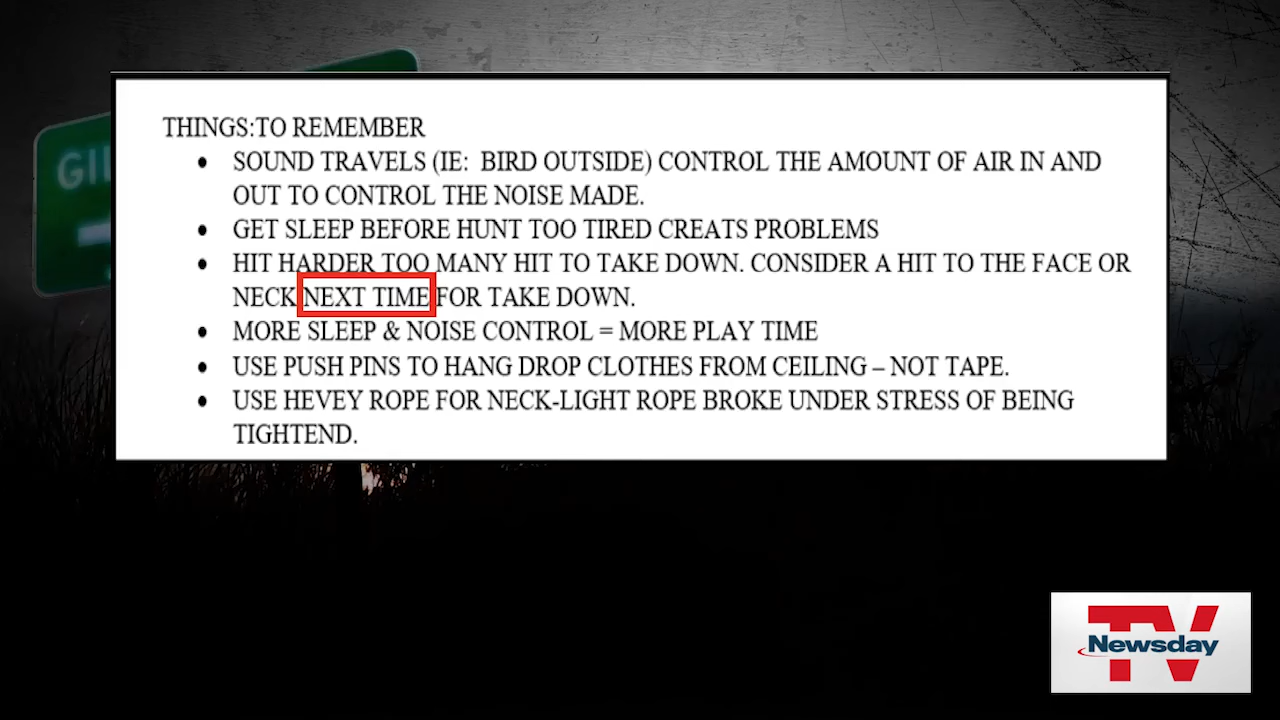 GI
THINGS:TO REMEMBER
• SOUND TRAVELS (IE: BIRD OUTSIDE) CONTROL THE AMOUNT OF AIR IN AND
OUT TO CONTROL THE NOISE MADE.
• GET SLEEP BEFORE HUNT TOO TIRED CREATS PROBLEMS
• HIT HARDER TOO MANY HIT TO TAKE DOWN. CONSIDER A HIT TO THE FACE OR
NECK NEXT TIME FOR TAKE DOWN.
• MORE SLEEP & NOISE CONTROL = MORE PLAY TIME
• USE PUSH PINS TO HANG DROP CLOTHES FROM CEILING – NOT TAPE.
• USE HEVEY ROPE FOR NECK-LIGHT ROPE BROKE UNDER STRESS OF BEING
TIGHTEND.
TV
Newsday